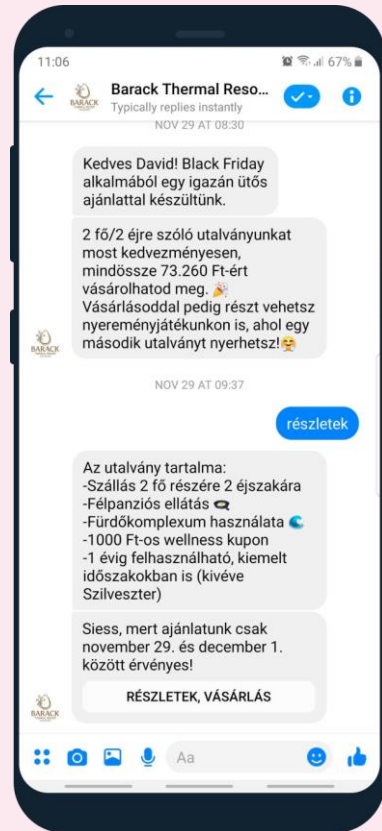 11:06
67%
Barack Thermal Reso...
Typically replies instantly
NOV 29 AT 08:30
Kedves David! Black Friday
alkalmából egy igazán ütős
ajánlattal készültünk.
2 fő/2 éjre szóló utalványunkat
most kedvezményesen,
mindössze 73.260 Ft-ért
vásárolhatod meg. 🎉
Vásárlásoddal pedig részt vehetsz
nyereményjátékunkon is, ahol egy
második utalványt nyerhetsz!🤗
BARACK
NOV 29 AT 09:37
részletek
Az utalvány tartalma:
-Szállás 2 fő részére 2 éjszakára
-Félpanziós ellátás 🍳
-Fürdőkomplexum használata 🌊
-1000 Ft-os wellness kupon
-1 évig felhasználható, kiemelt
időszakokban is (kivéve
Szilveszter)
Siess, mert ajánlatunk csak
november 29. és december 1.
között érvényes!
RÉSZLETEK, VÁSÁRLÁS
BARACK
Aa